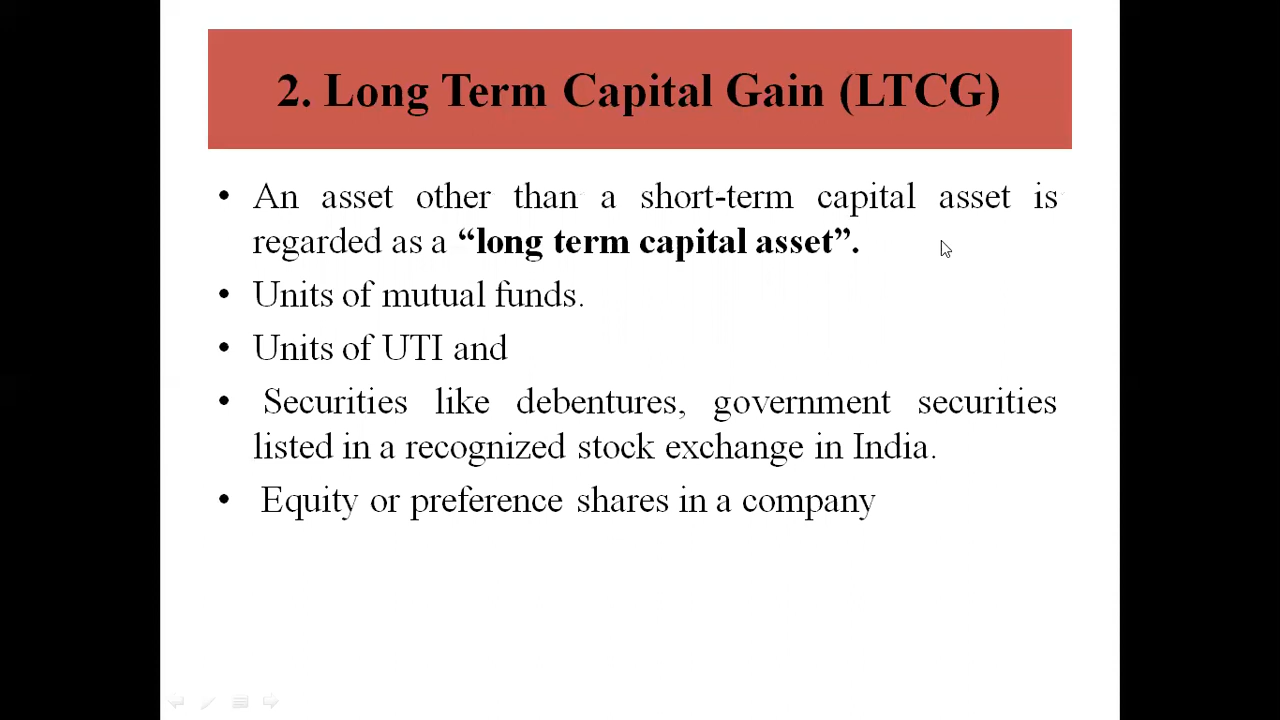 2. Long Term Capital Gain (LTCG)
• An asset other than a short-term capital asset is
regarded as a “long term capital asset”.
• Units of mutual funds.
• Units of UTI and
• Securities like debentures, government securities
listed in a recognized stock exchange in India.
• Equity or preference shares in a company